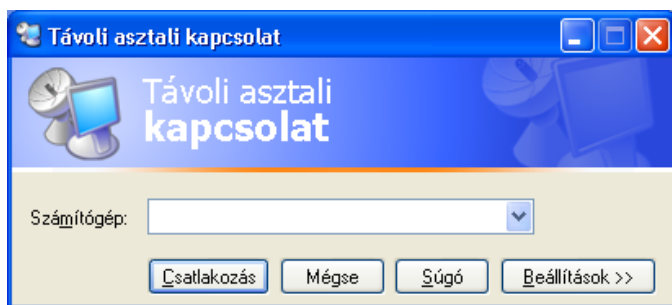 Távoli asztali kapcsolat
Távoli asztali
kapcsolat
Számítógép:
Csatlakozás Mégse Súgó Beállítások >>